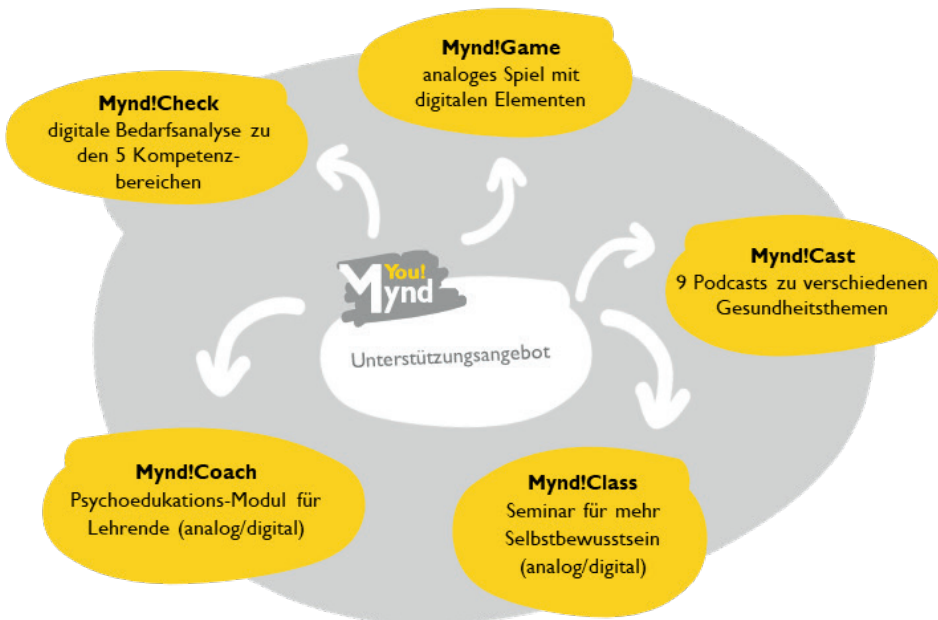 Mynd!Game
analoges Spiel mit
digitalen Elementen
Mynd!Check
digitale Bedarfsanalyse zu
den 5 Kompetenz-
bereichen
Mynd!Cast
9 Podcasts zu verschiedenen
Gesundheitsthemen
You!
Mynd
Unterstützungsangebot
Mynd!Coach
Psychoedukations-Modul für
Lehrende (analog/digital)
Mynd!Class
Seminar für mehr
Selbstbewusstsein
(analog/digital)